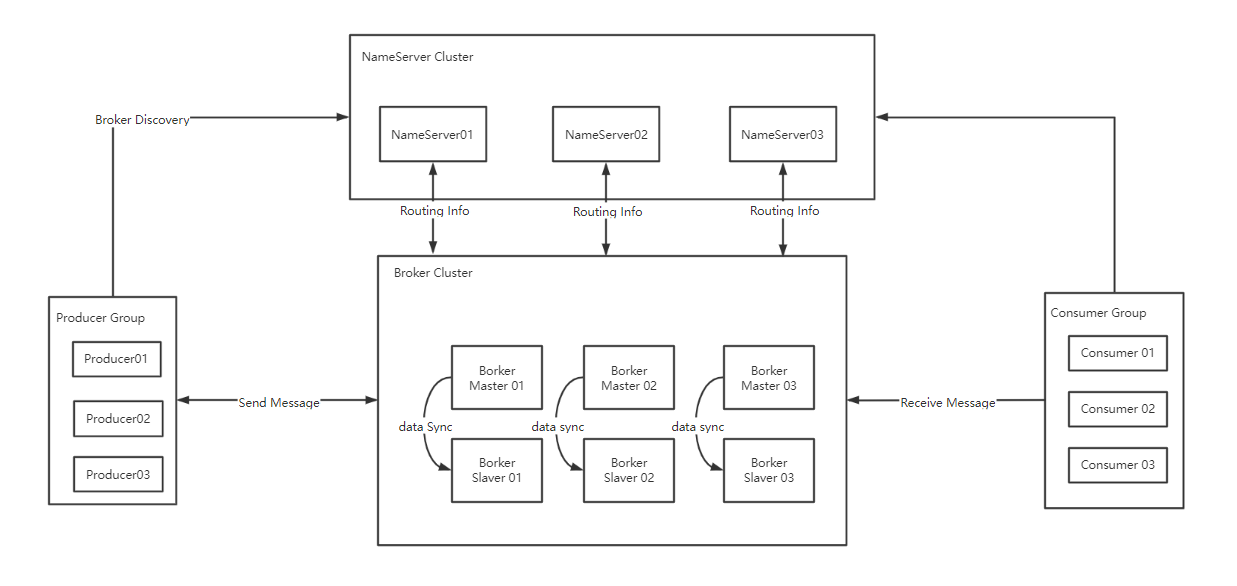 NameServer Cluster
Broker Discovery
NameServer01
NameServer02
NameServer03
Routing Info
Routing Info
Routing Info
Broker Cluster
Producer Group
Producer01
Producer02
Producer03
Send Message
Borker
Master 01
Borker
Master 02
Borker
Master 03
data Sync
data sync
data sync
Borker
Slaver 01
Borker
Slaver 02
Borker
Slaver 03
Receive Message
Consumer Group
Consumer 01
Consumer 02
Consumer 03